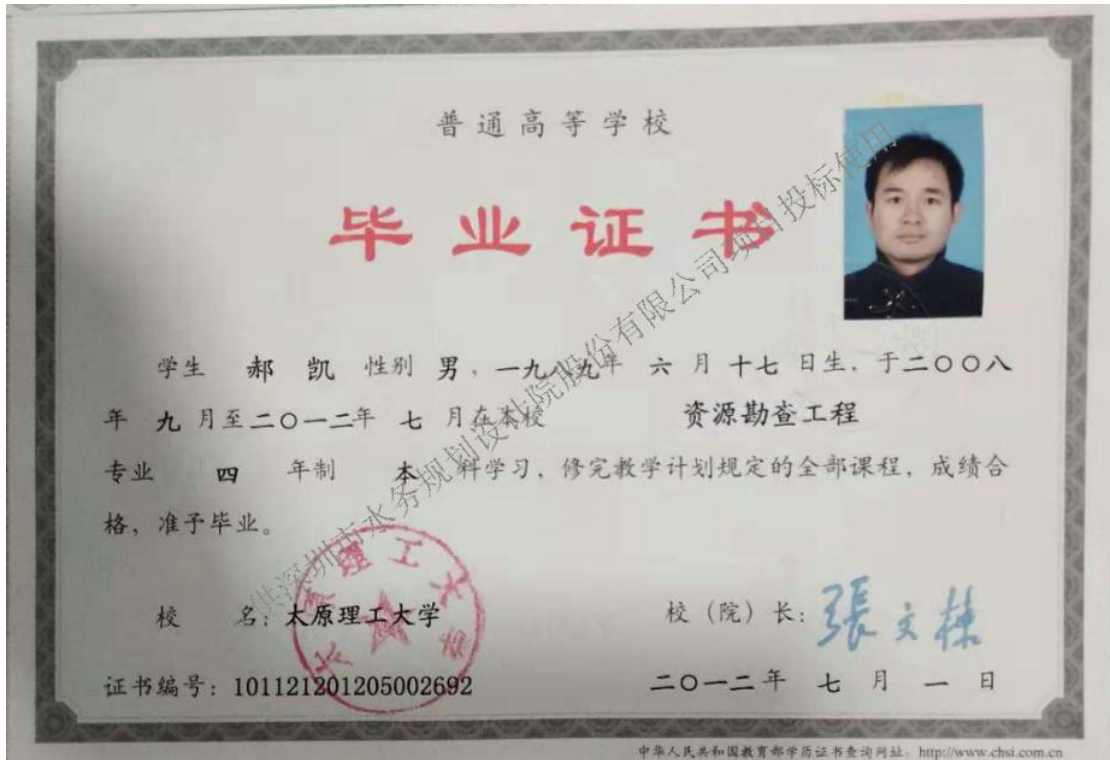 普通高等学校
毕业证书
学生 郝凯 性别 男，一九八九年 六 月 十七 日生，于二〇〇八
年 九 月至二〇一二年 七 月在本校 资源勘查工程
专业 四 年制 本 科学习，修完教学计划规定的全部课程，成绩合
格，准予毕业。
校 名：太原理工大学
校（院）长：張文栋
证书编号：101121201205002692
二〇一二年 七 月 一 日
中华人民共和国教育部学历证书查询网址：http://www.chsi.com.cn
供深圳市水务规划设计院股份有限公司项目投标使用
太原理工大学